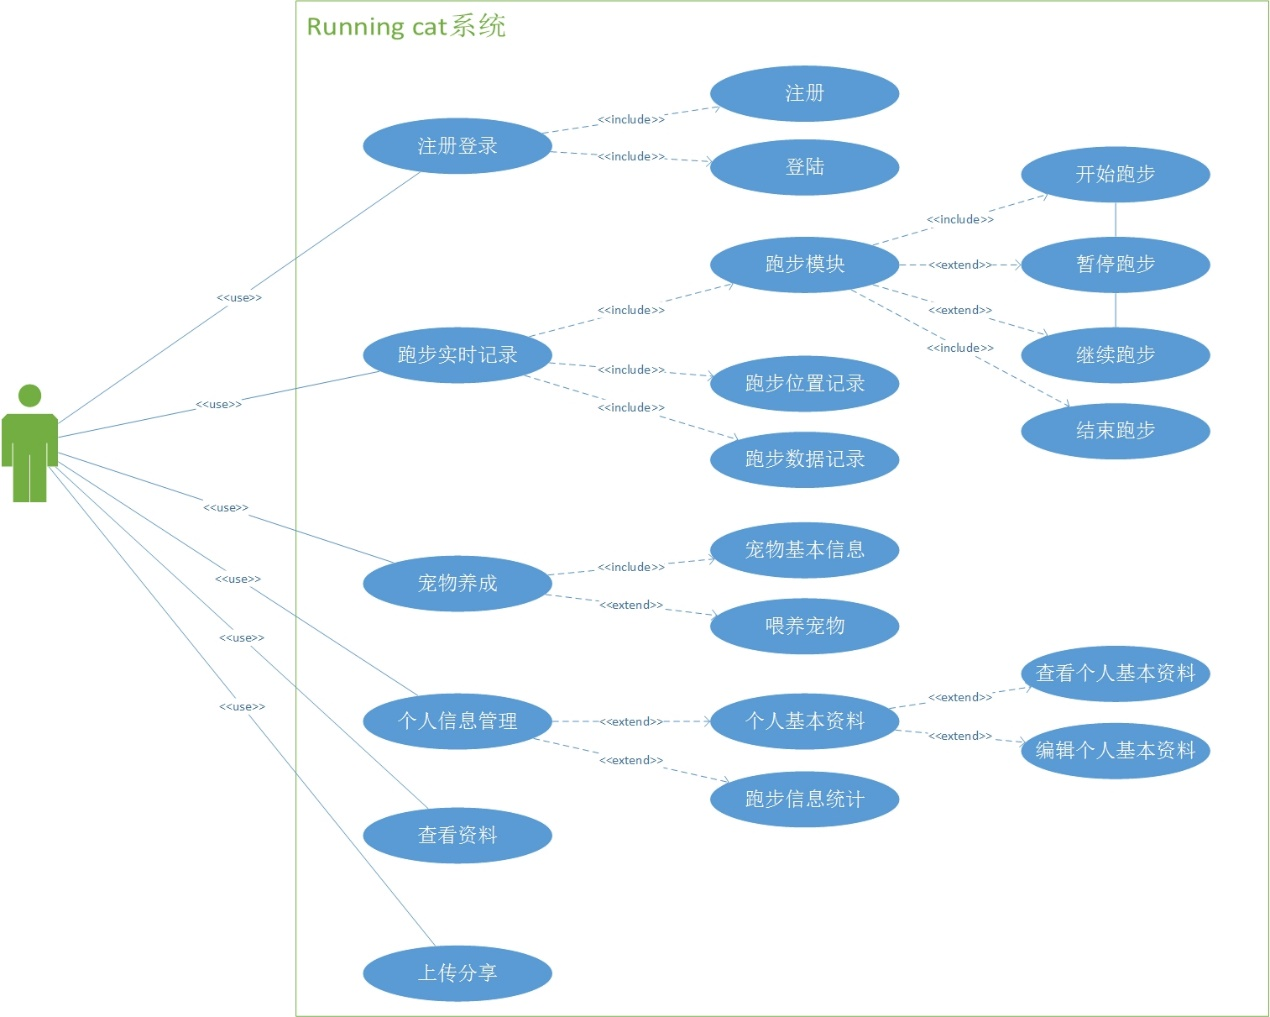 Running cat系统
注册
<<include>>
注册登录
<<include>>
登陆
开始跑步
<<include>>
跑步模块
<<extend>>
暂停跑步
<<use>>
<<include>>
<<extend>>
<<include>>
继续跑步
跑步实时记录
<<include>>
跑步位置记录
<<use>>
<<include>>
结束跑步
跑步数据记录
<<use>>
宠物基本信息
<<include>>
宠物养成
<<use>>
<<extend>>
喂养宠物
<<use>>
查看个人基本资料
<<extend>>
<<use>>
个人信息管理
<<extend>>
个人基本资料
<<extend>>
编辑个人基本资料
<<extend>>
跑步信息统计
查看资料
上传分享